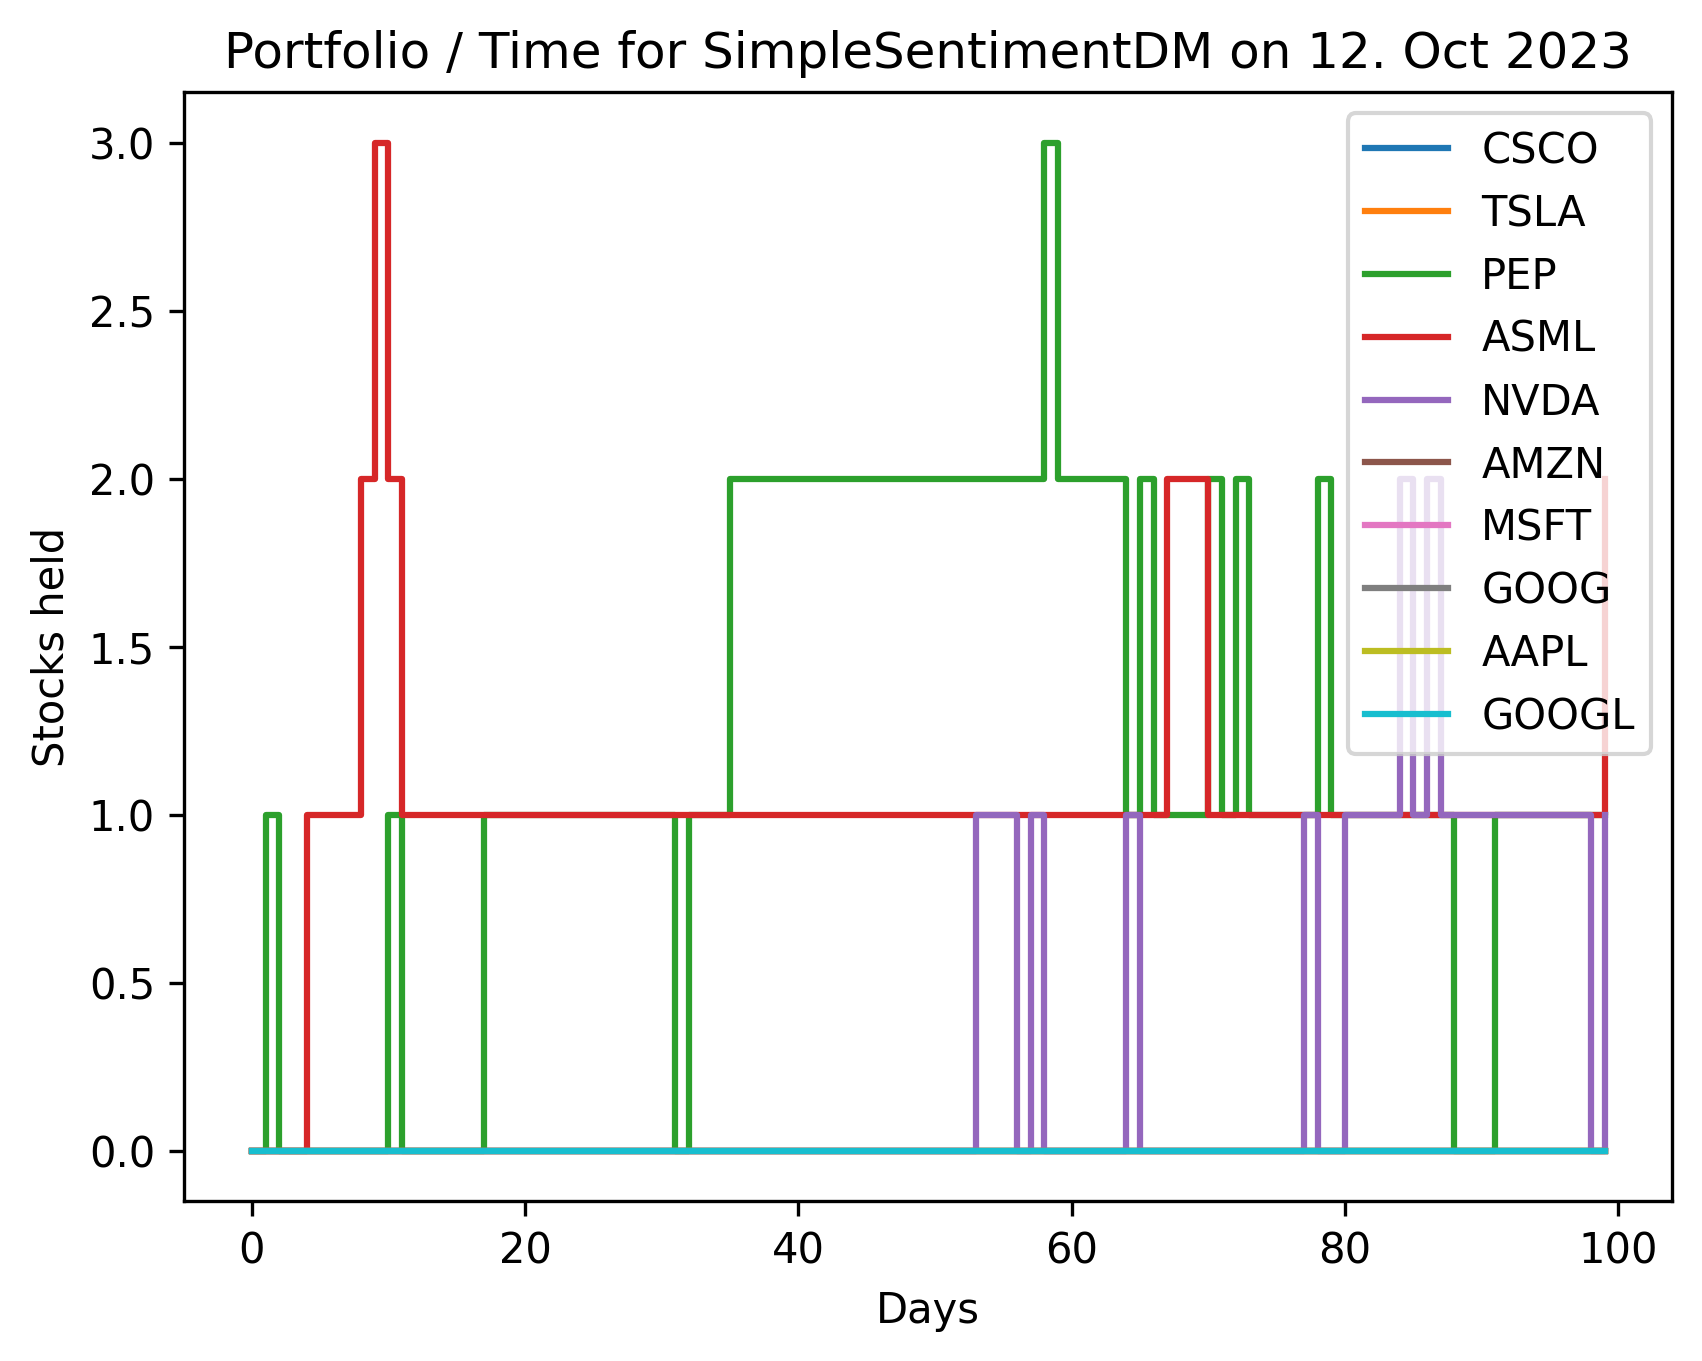 Portfolio / Time for SimpleSentimentDM on 12. Oct 2023
3.0
2.5
2.0
1.5
1.0
0.5
0.0
Stocks held
CSCO
TSLA
PEP
ASML
NVDA
AMZN
MSFT
GOOG
AAPL
GOOGL
0 20 40 60 80 100
Days